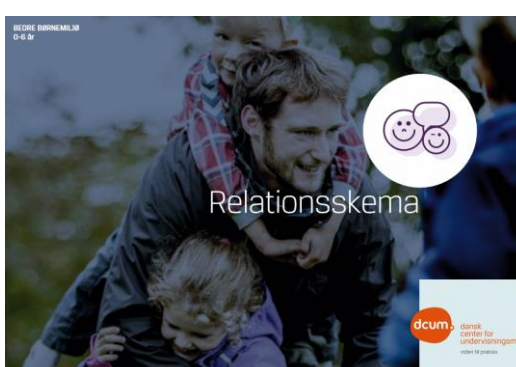 BEDRE BØRNEMILJØ
0-6 år
Relationsskema
dcum.
dansk
center for
undervisningsm
viden til praksis